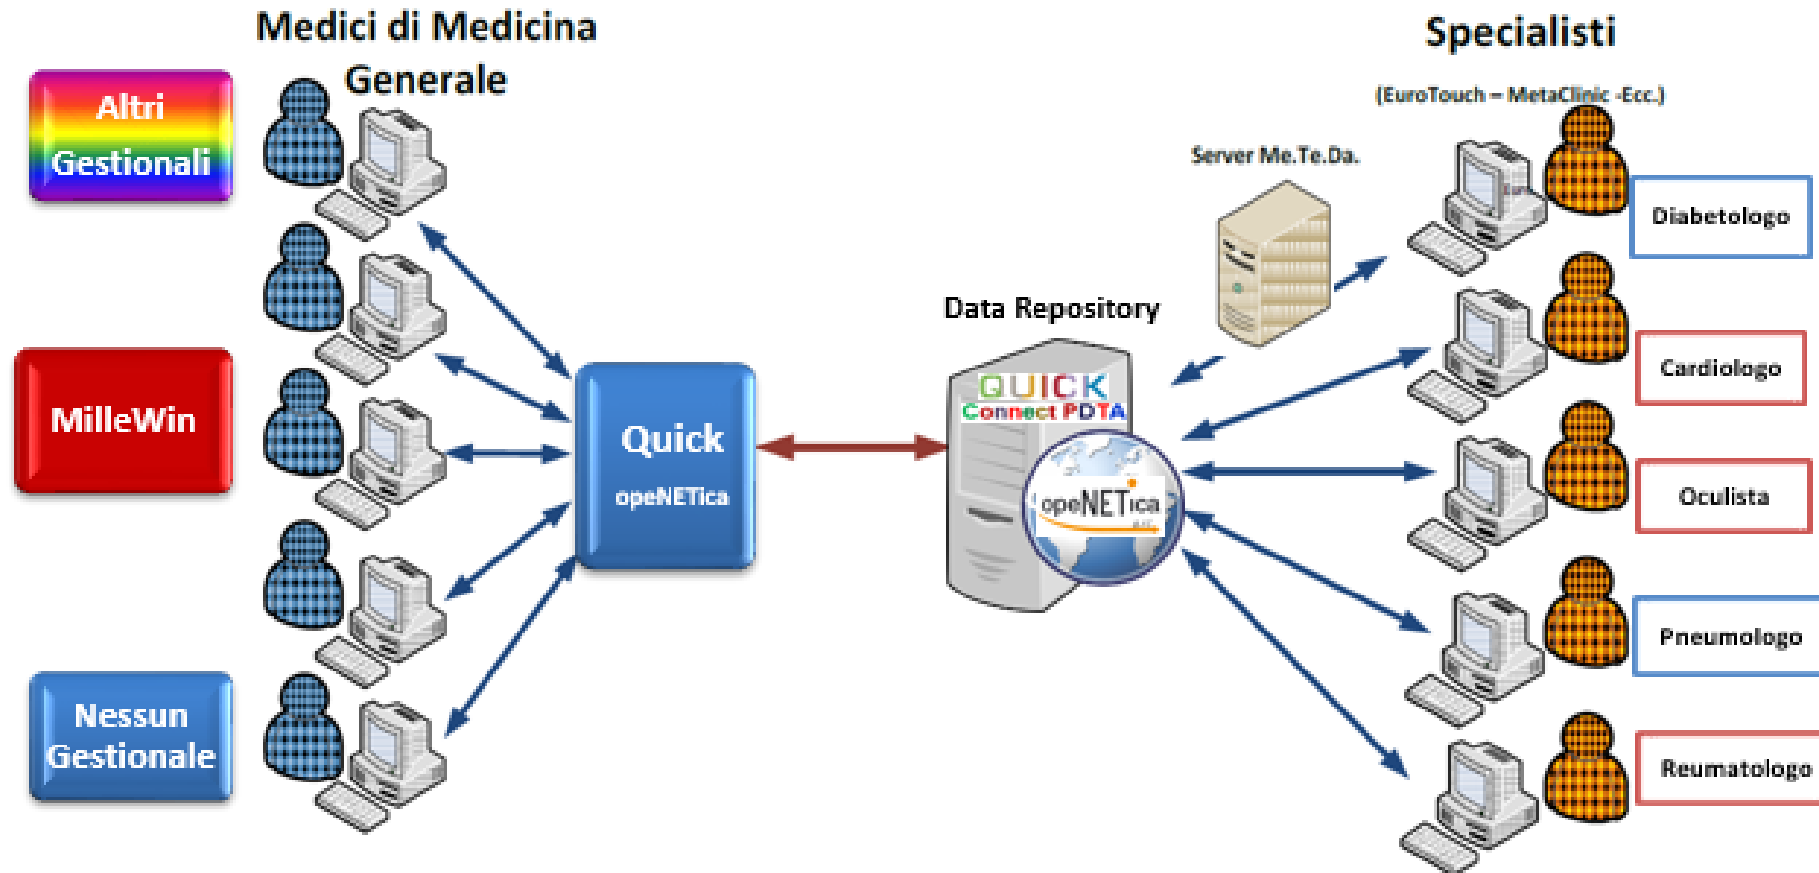 Medici di Medicina
Generale
Specialisti
(EuroTouch – MetaClinic -Ecc.)
Altri
Gestionali
Server Me.Te.Da.
Diabetologo
Data Repository
Cardiologo
MilleWin
QUICK
Connect PDTA
Quick
opeNETica
opeNETica
Oculista
Pneumologo
Nessun
Gestionale
Reumatologo